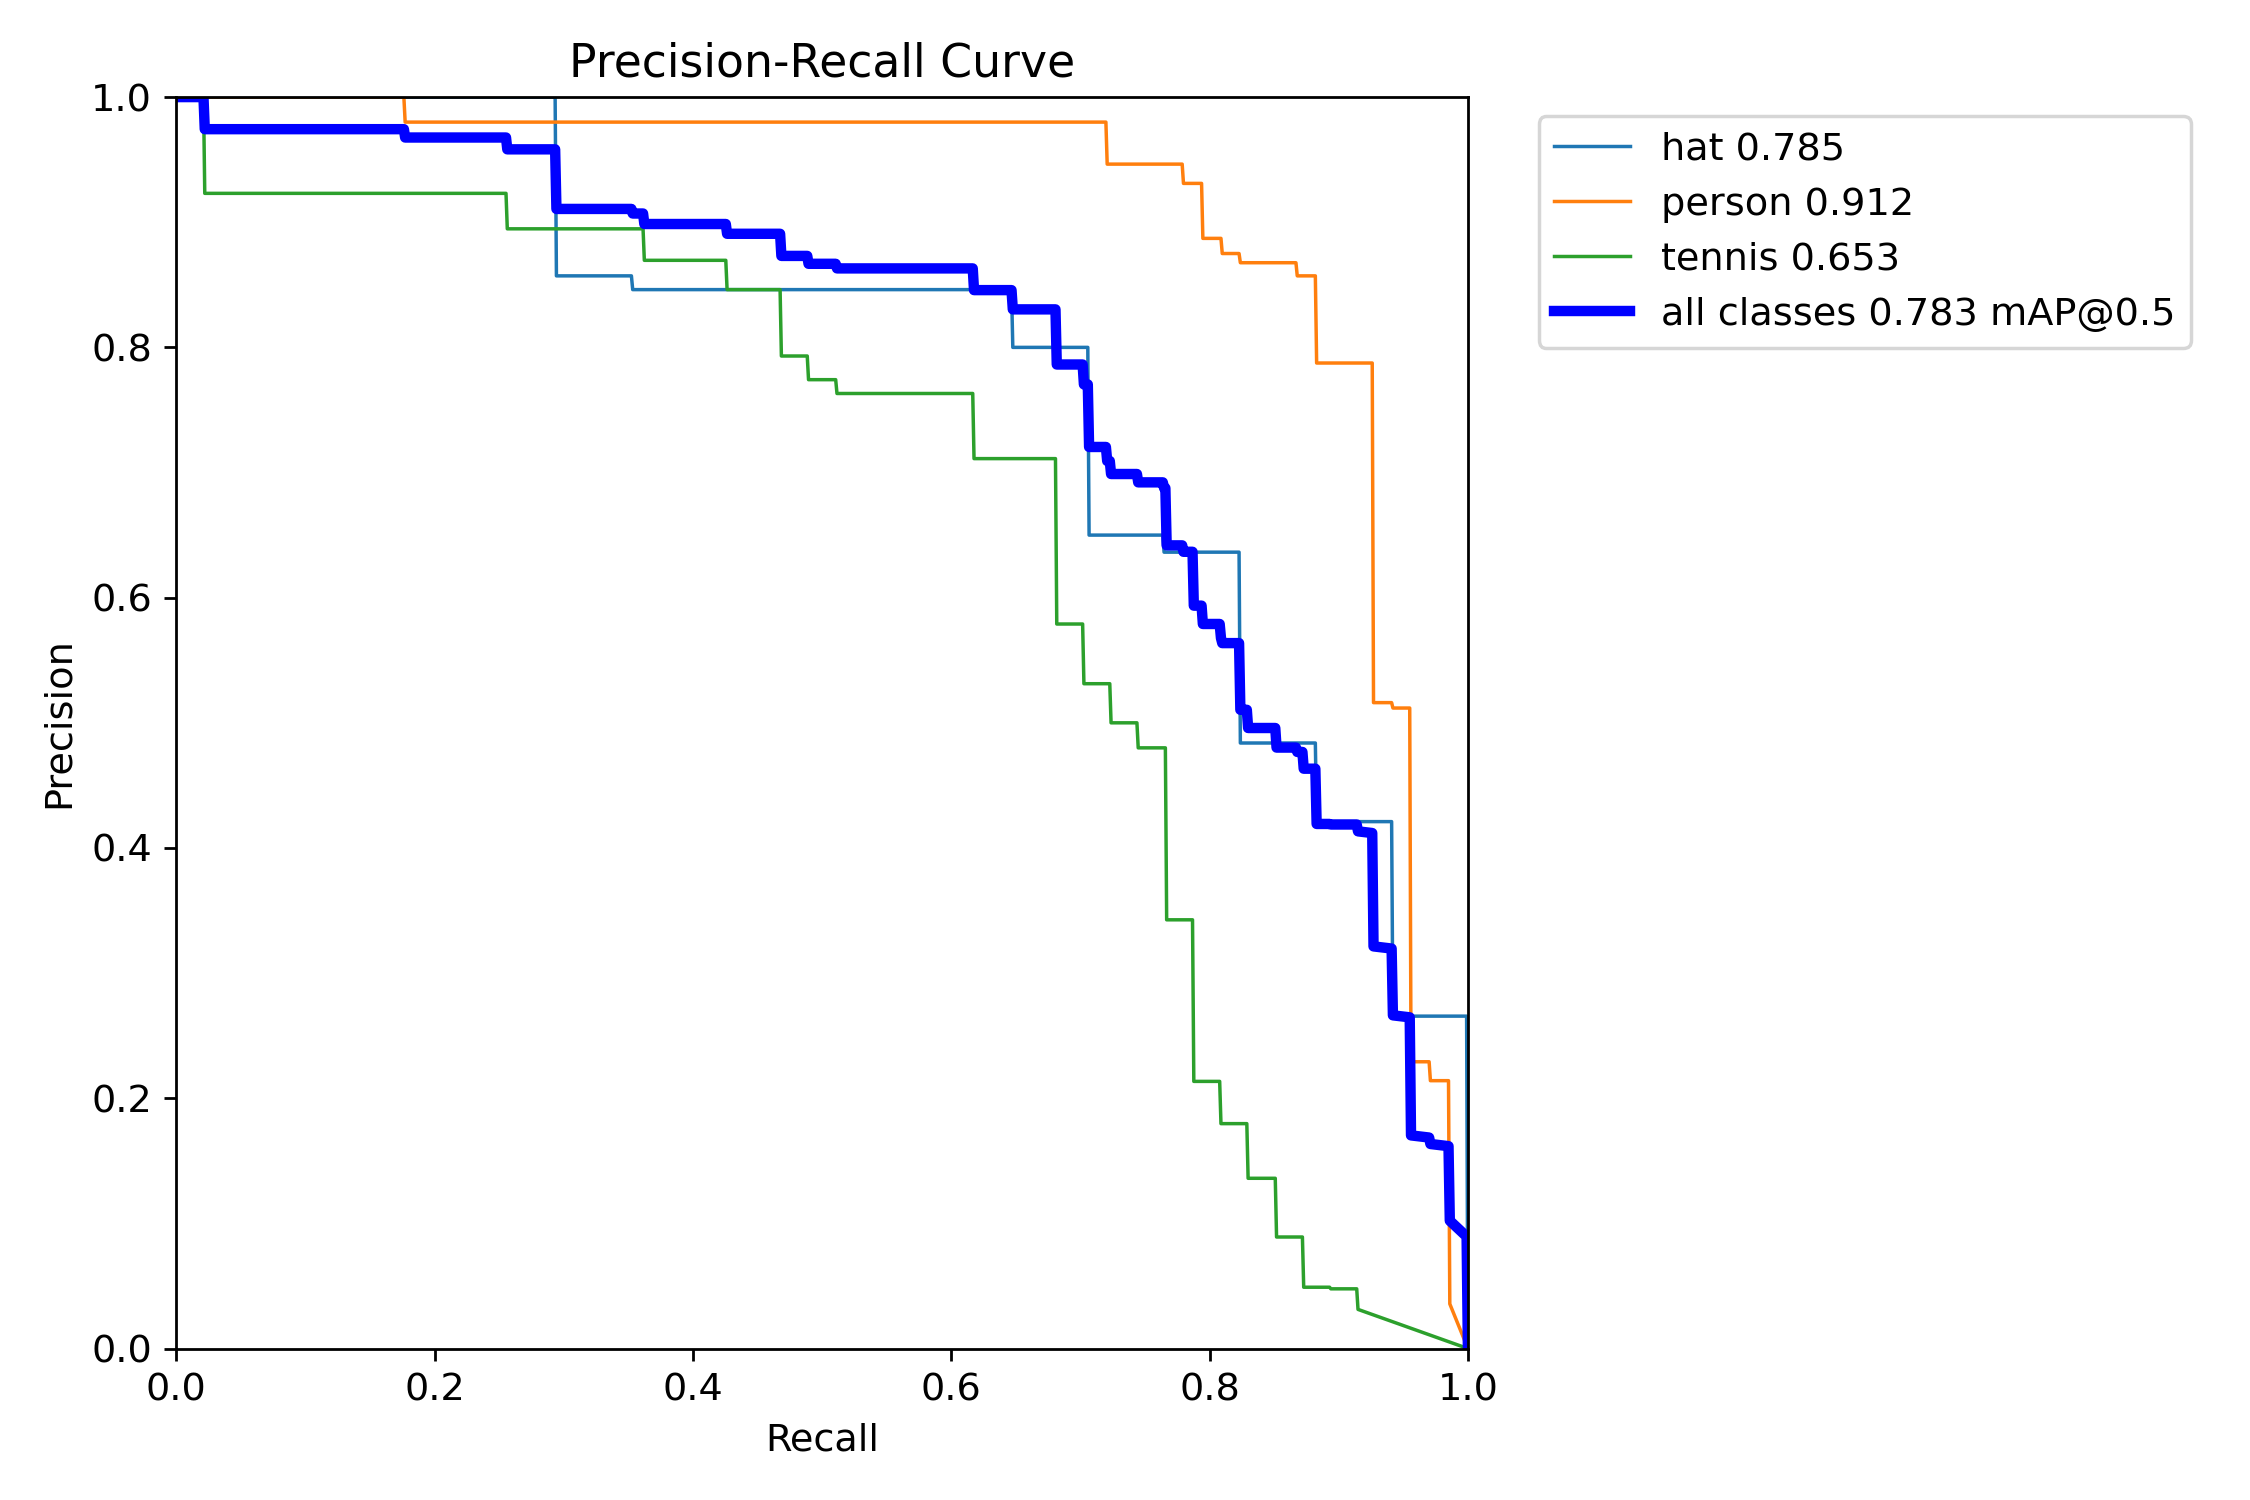 Precision-Recall Curve
1.0
0.8
0.6
0.4
0.2
0.0
Precision
0.0 0.2 0.4 0.6 0.8 1.0
Recall
hat 0.785
person 0.912
tennis 0.653
all classes 0.783 mAP@0.5